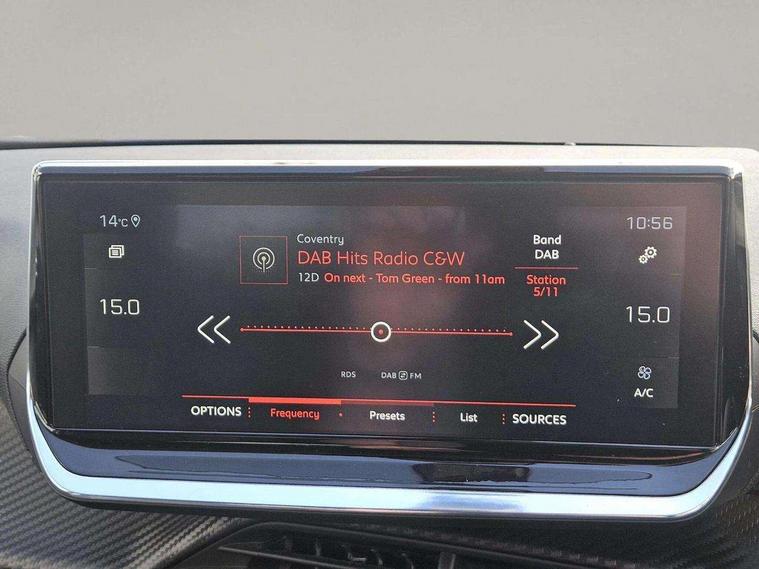 14°C
10:56
Coventry
DAB Hits Radio C&W
12D On next - Tom Green - from 11am
Band
DAB
Station
5/11
15.0
15.0
RDS
DAB FM
A/C
OPTIONS
Frequency
Presets
List
SOURCES